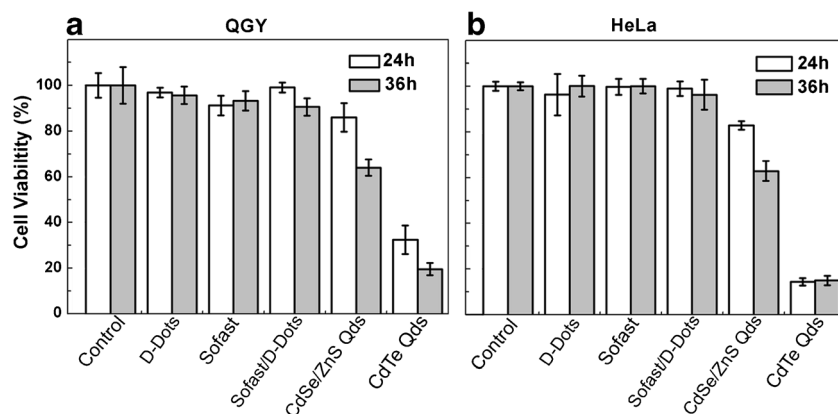 a
QGY
24h
36h
Cell Viabiltity (%)
100
80
60
40
20
0
Control
D-Dots
Sofast
Sofast/D-Dots
CdSe/ZnS Qds
CdTe Qds
b
HeLa
24h
36h
Control
D-Dots
Sofast
Sofast/D-Dots
CdSe/ZnS Qds
CdTe Qds